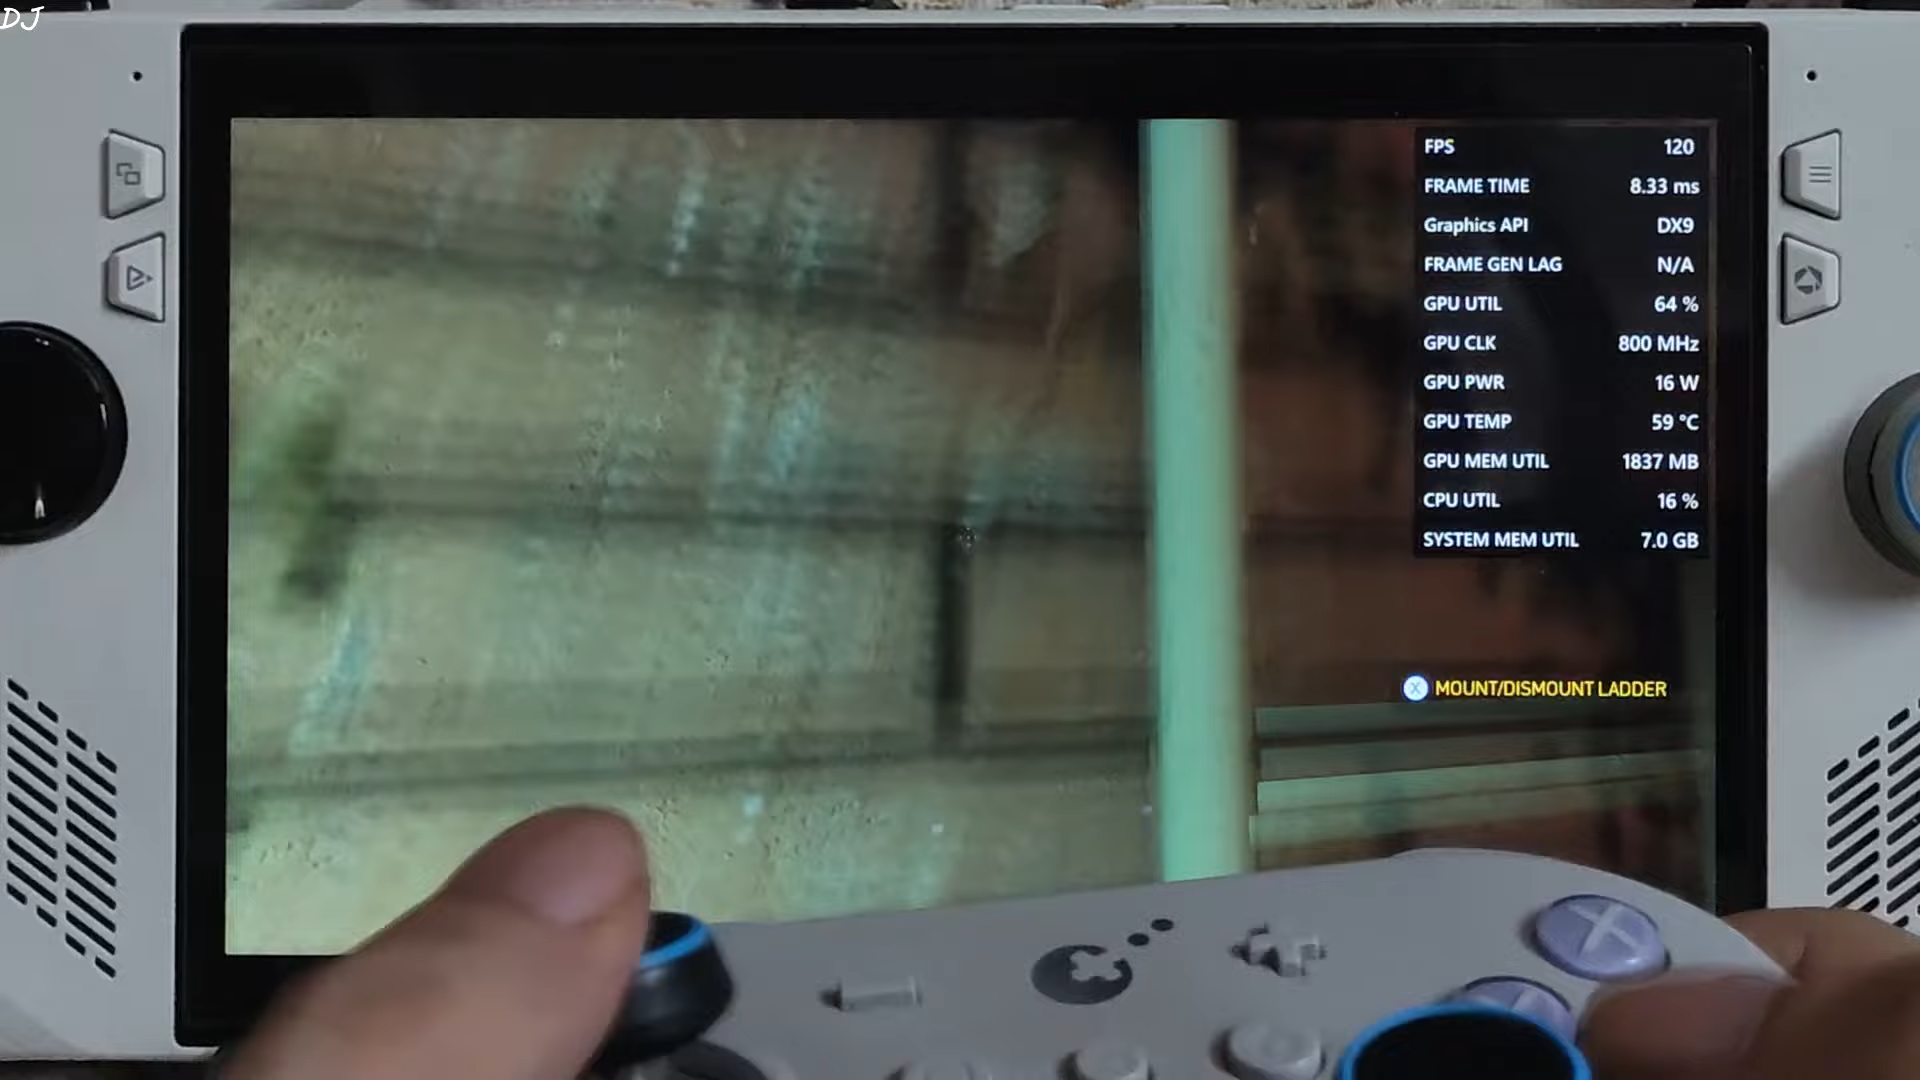 DJ
FPS 120
FRAME TIME 8.33 ms
Graphics API DX9
FRAME GEN LAG N/A
GPU UTIL 64 %
GPU CLK 800 MHz
GPU PWR 16 W
GPU TEMP 59 °C
GPU MEM UTIL 1837 MB
CPU UTIL 16 %
SYSTEM MEM UTIL 7.0 GB
X MOUNT/DISMOUNT LADDER